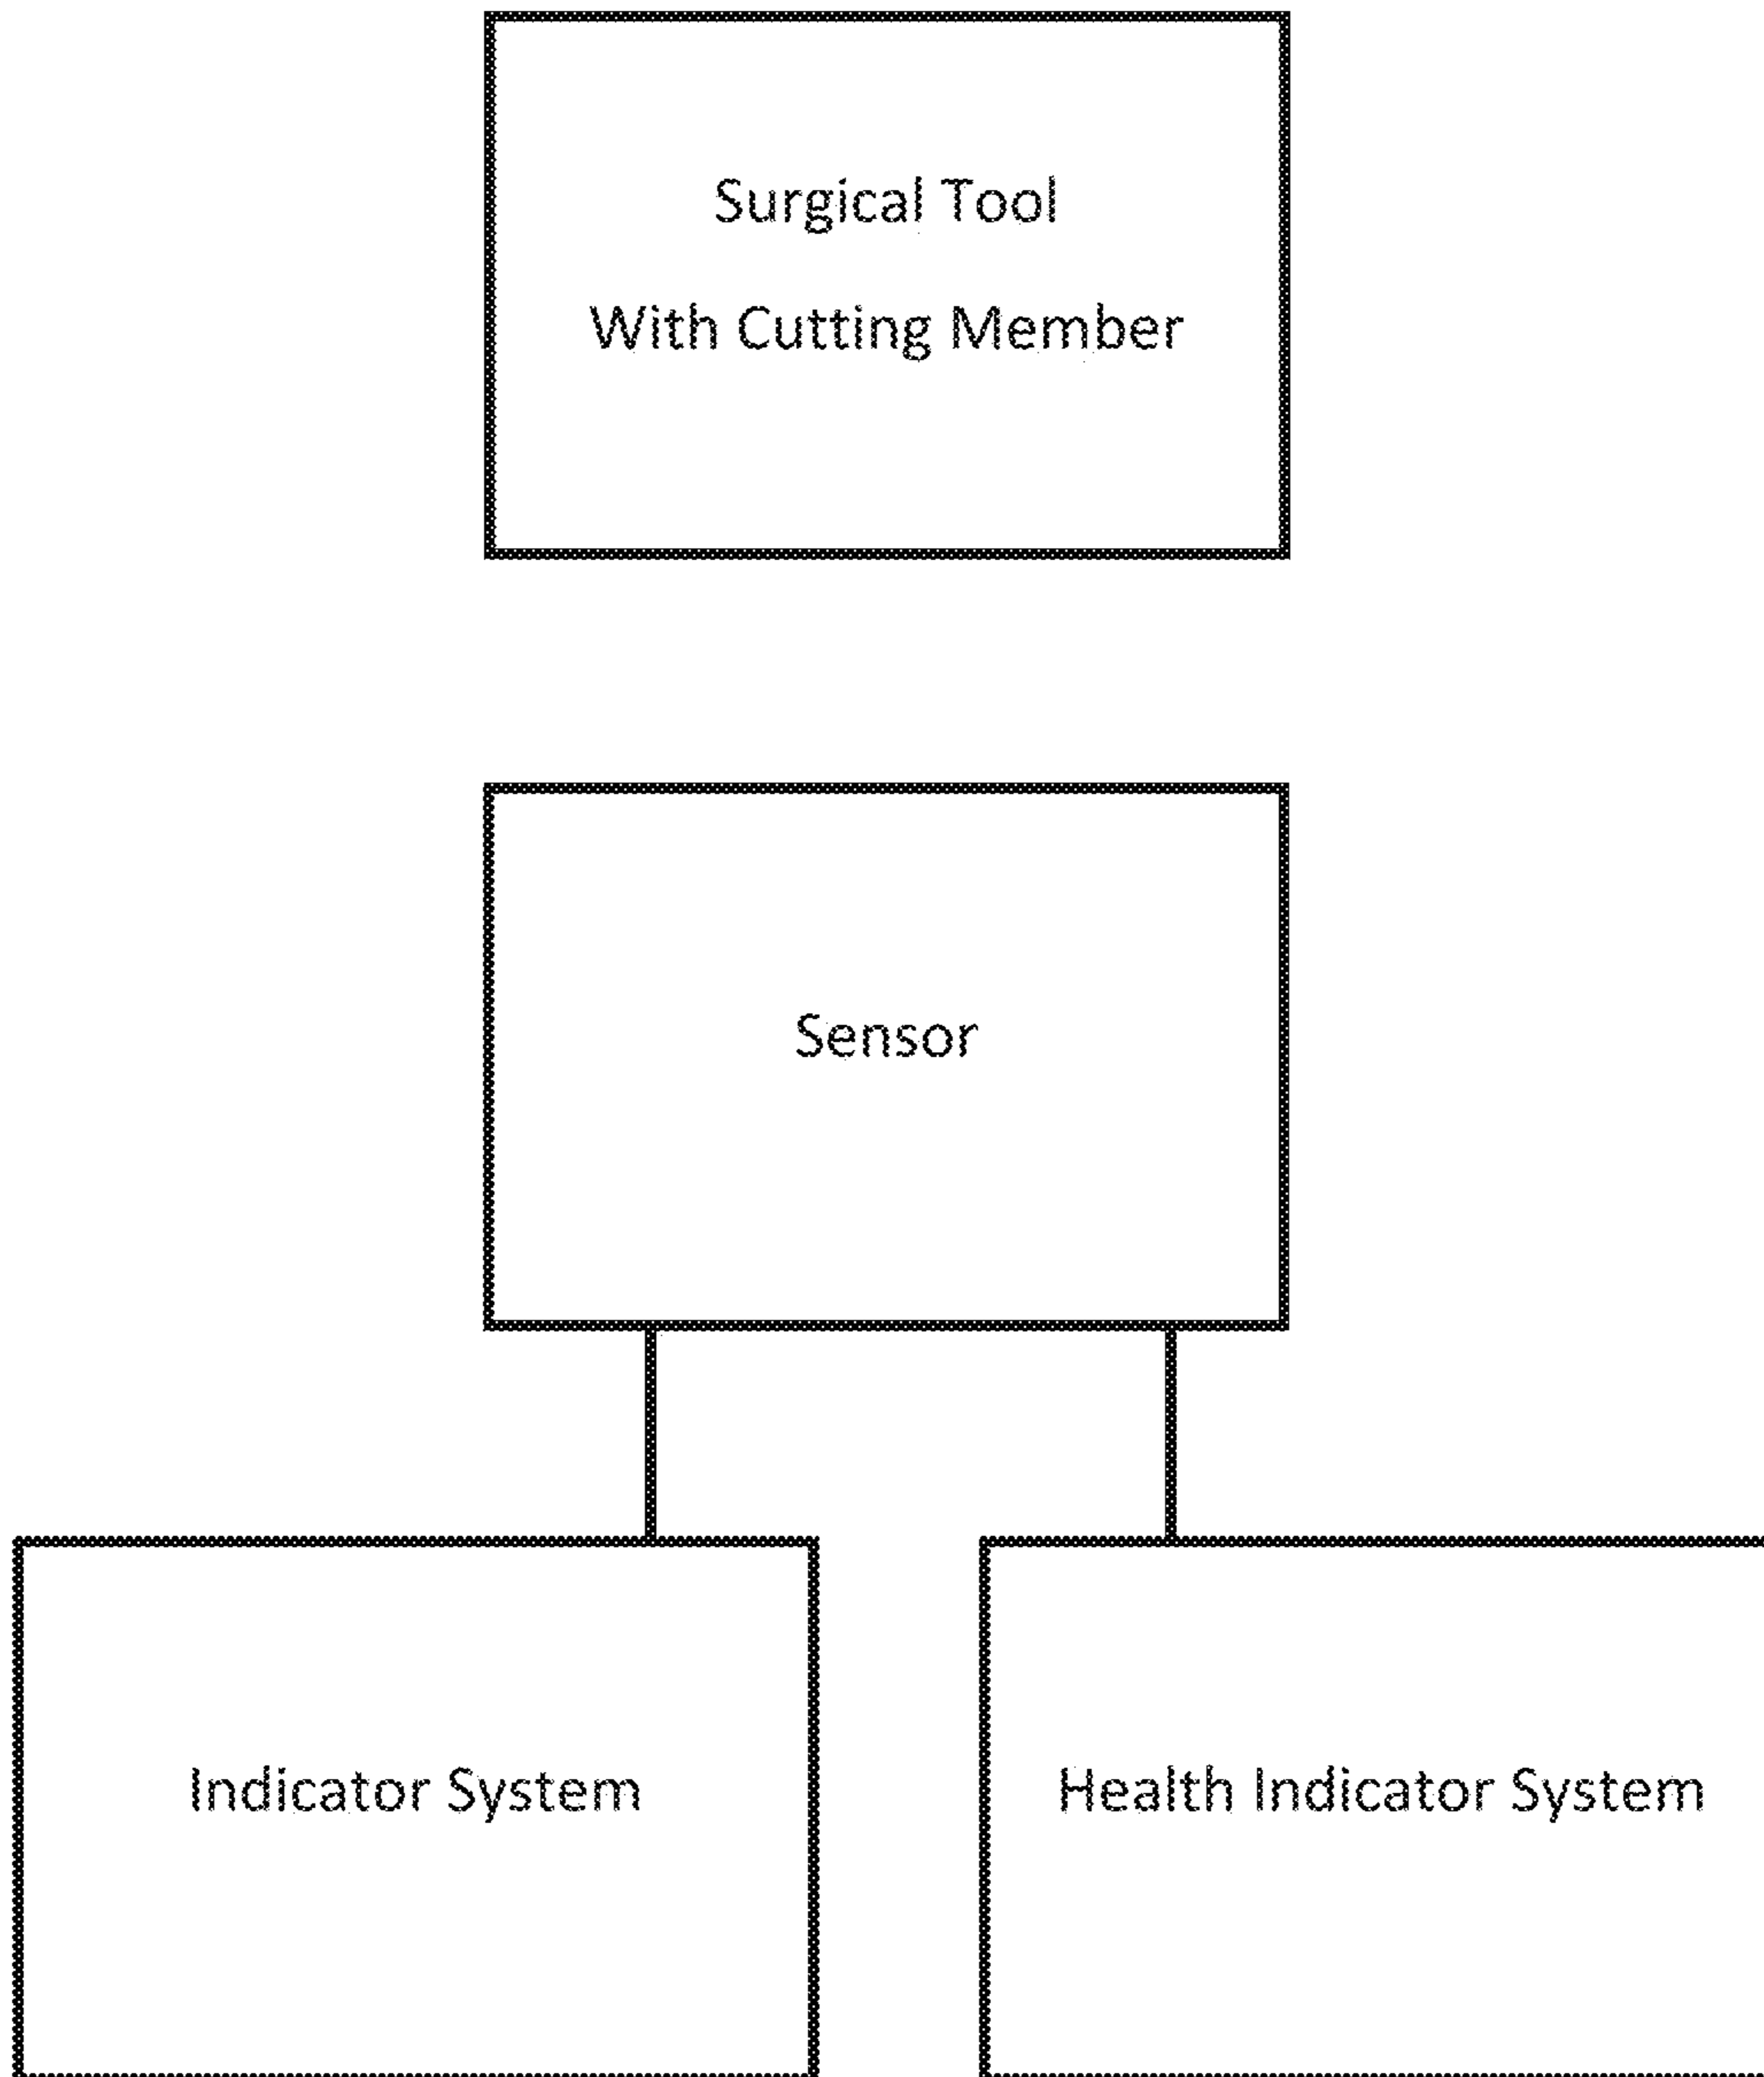 Surgical Tool
With Cutting Member
Sensor
Indicator System
Health Indicator System